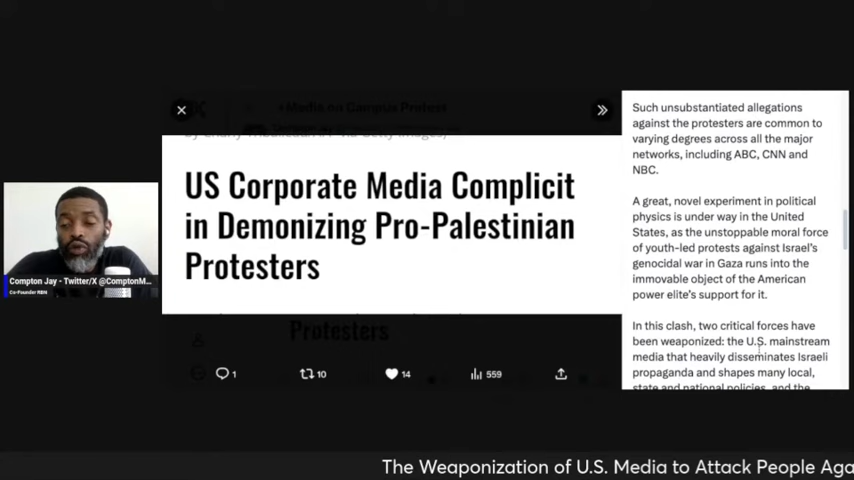 Media on Campus Protest
US Corporate Media Complicit
in Demonizing Pro-Palestinian
Protesters
Protesters
1
10
14
559
Such unsubstantiated allegations
against the protesters are common to
varying degrees across all the major
networks, including ABC, CNN and
NBC.
A great, novel experiment in political
physics is under way in the United
States, as the unstoppable moral force
of youth-led protests against Israel's
genocidal war in Gaza runs into the
immovable object of the American
power elite's support for it.
In this clash, two critical forces have
been weaponized: the U.S. mainstream
media that heavily disseminates Israeli
propaganda and shapes many local,
state and national policies, and the
Compton Jay - Twitter/X @ComptonM...
Co-Founder RBN
The Weaponization of U.S. Media to Attack People Aga